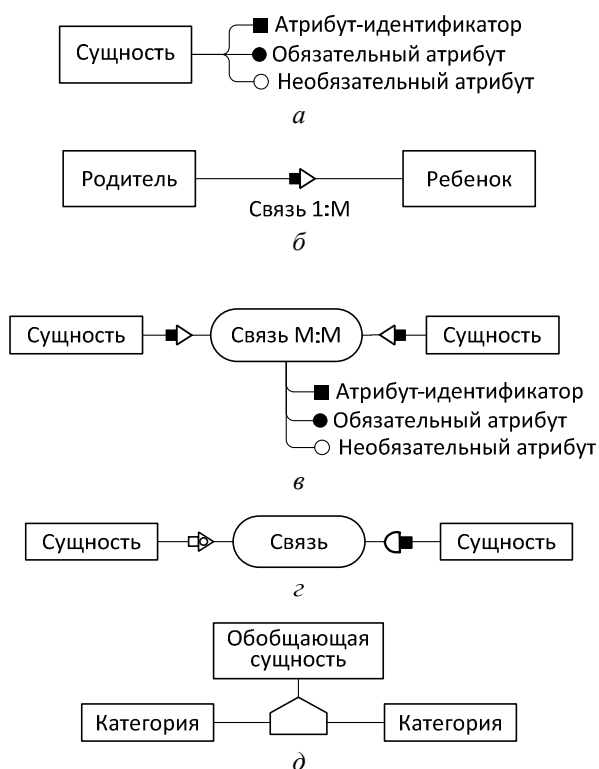 Атрибут-идентификатор
Сущность
Обязательный атрибут
Необязательный атрибут
а
Родитель
Ребенок
Связь 1:М
б
Сущность
Связь М:М
Сущность
Атрибут-идентификатор
Обязательный атрибут
Необязательный атрибут
в
Сущность
Связь
Сущность
г
Обобщающая
сущность
Категория
Категория
д